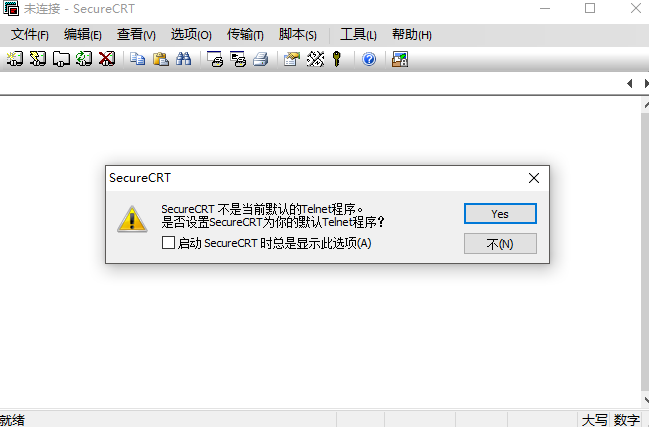 未连接 - SecureCRT
文件(F) 编辑(E) 查看(V) 选项(O) 传输(T) 脚本(S) 工具(L) 帮助(H)
SecureCRT
SecureCRT 不是当前默认的Telnet程序。
是否设置SecureCRT为你的默认Telnet程序？
Yes
启动 SecureCRT 时总是显示此选项(A)
不(N)
就绪
大写 数字